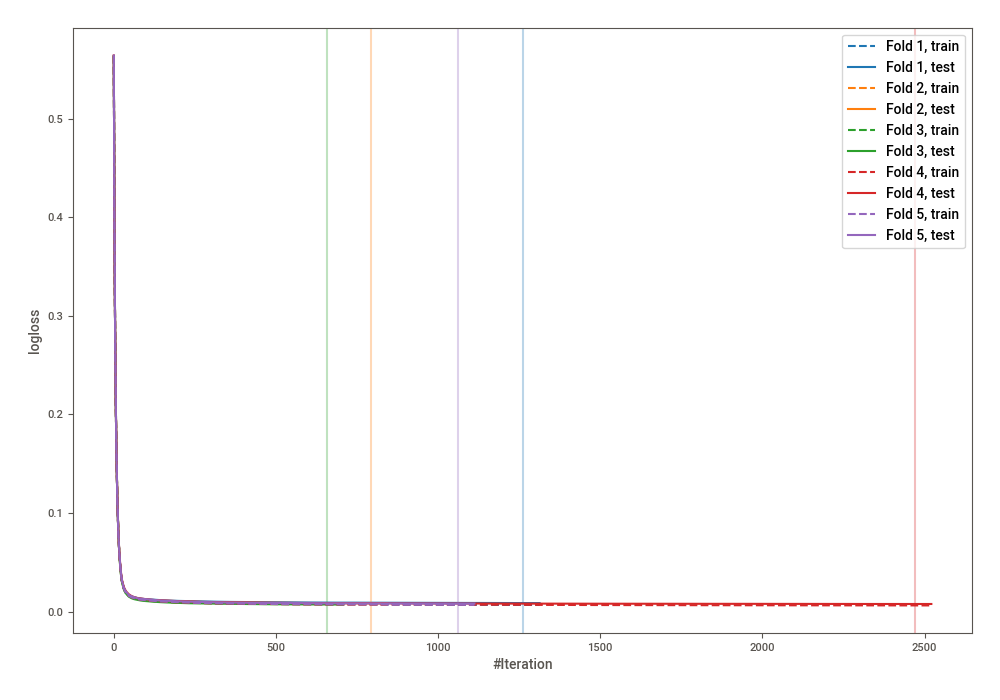 0.5
0.4
0.3
0.2
0.1
0.0
logloss
0
500
1000
1500
2000
2500
#Iteration
Fold 1, train
Fold 1, test
Fold 2, train
Fold 2, test
Fold 3, train
Fold 3, test
Fold 4, train
Fold 4, test
Fold 5, train
Fold 5, test